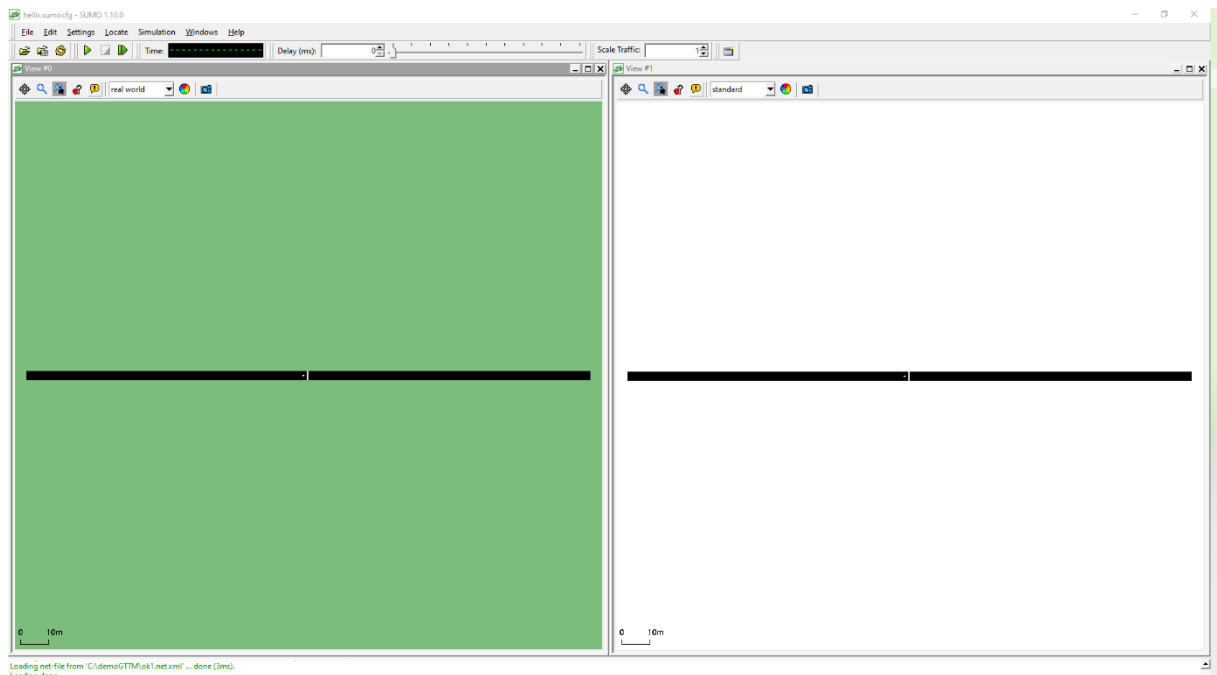 hello.sumocfg - SUMO 1.10.0
File Edit Settings Locate Simulation Windows Help
Time: Delay (ms): 0 Scale Traffic: 1
View #0
View #1
real world
standard
0 10m
0 10m
Loading net-file from 'C:\demoGTTM\ok1.net.xml' ... done (3ms).
Loading done.